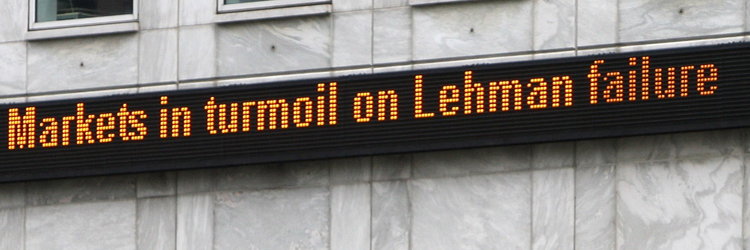 Markets in turmoil on Lehman failure